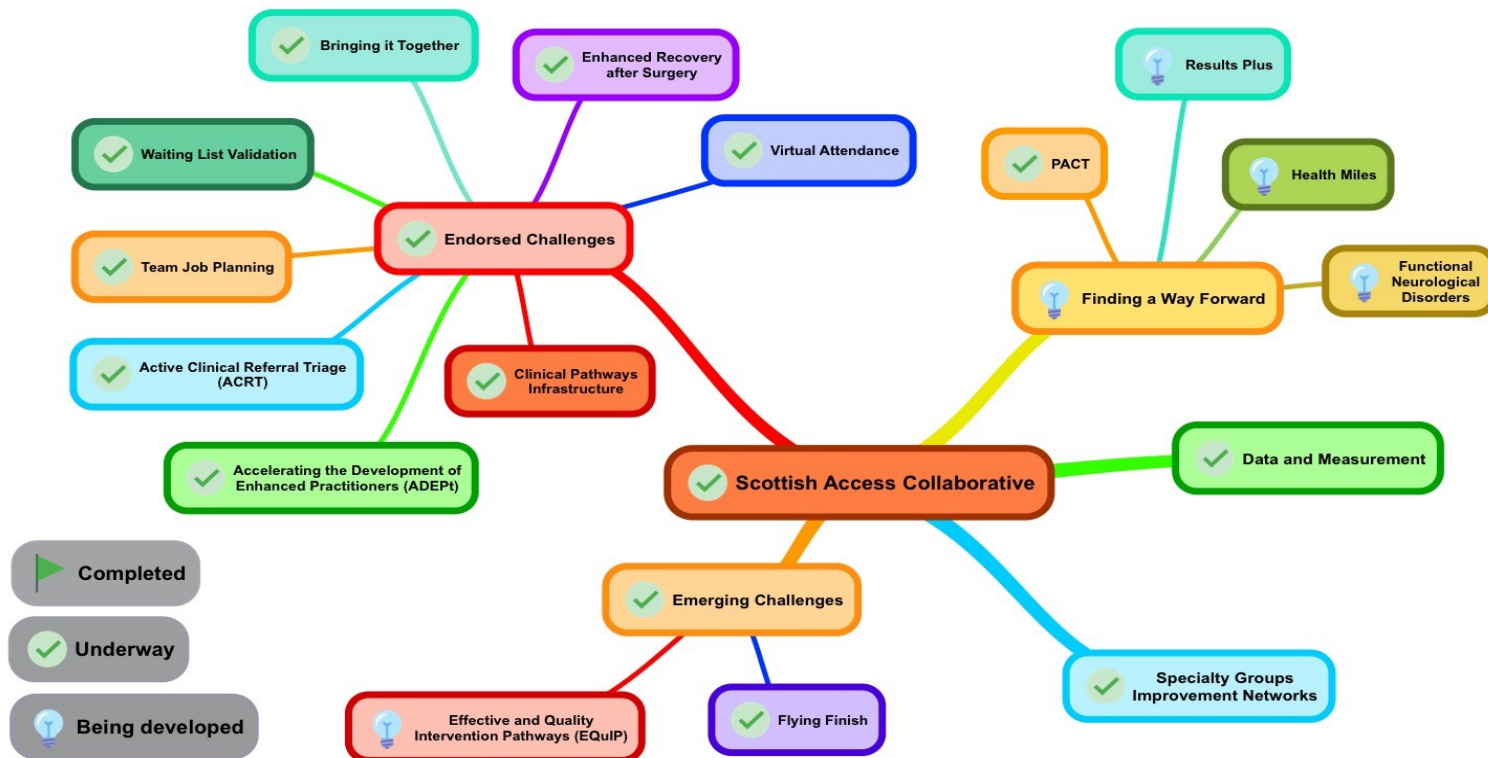 Bringing it Together
Enhanced Recovery
after Surgery
Results Plus
Waiting List Validation
Virtual Attendance
PACT
Health Miles
Endorsed Challenges
Team Job Planning
Functional
Neurological
Disorders
Finding a Way Forward
Active Clinical Referral Triage
(ACRT)
Clinical Pathways
Infrastructure
Accelerating the Development of
Enhanced Practitioners (ADEPt)
Scottish Access Collaborative
Data and Measurement
Completed
Emerging Challenges
Underway
Specialty Groups
Improvement Networks
Being developed
Effective and Quality
Intervention Pathways (EQuIP)
Flying Finish